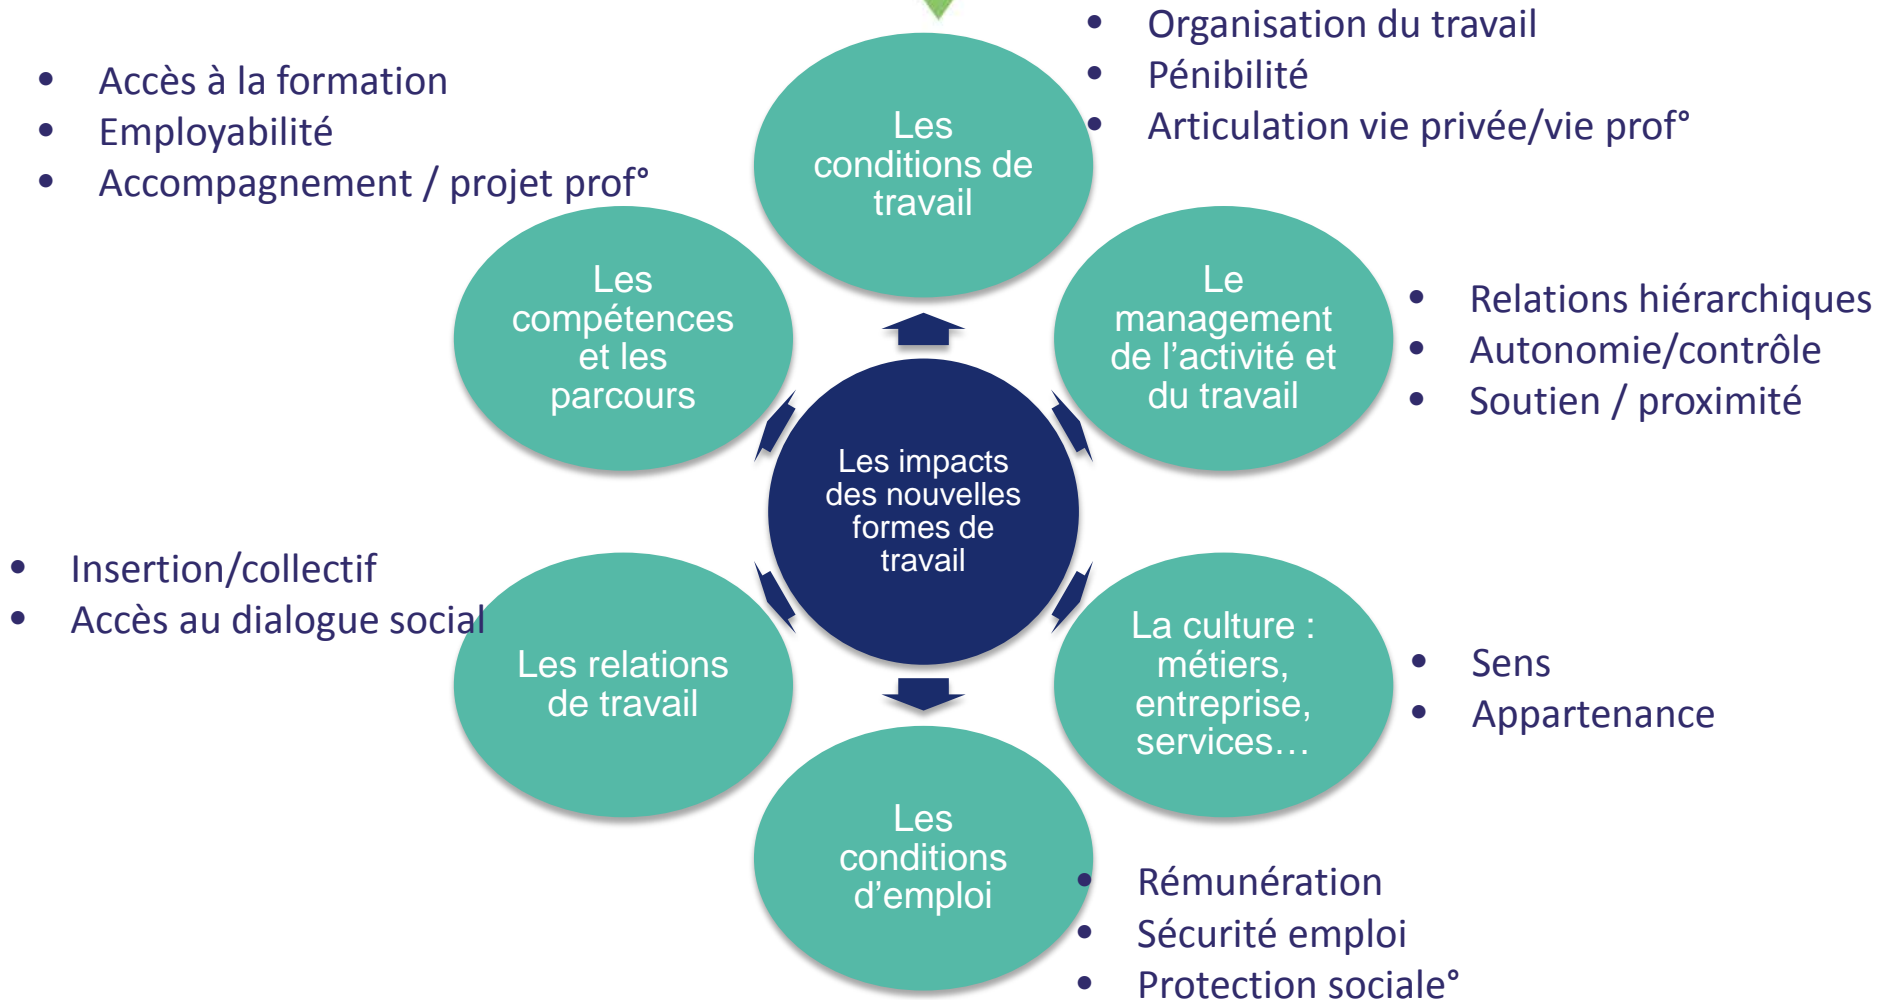 • Organisation du travail
• Pénibilité
• Articulation vie privée/vie prof°
• Accès à la formation
• Employabilité
• Accompagnement / projet prof°
Les
conditions de
travail
Les
compétences
et les
parcours
Le
management
de l’activité et
du travail
• Relations hiérarchiques
• Autonomie/contrôle
• Soutien / proximité
Les impacts
des nouvelles
formes de
travail
• Insertion/collectif
• Accès au dialogue social
Les relations
de travail
La culture :
métiers,
entreprise,
services…
• Sens
• Appartenance
Les
conditions
d’emploi
• Rémunération
• Sécurité emploi
• Protection sociale°